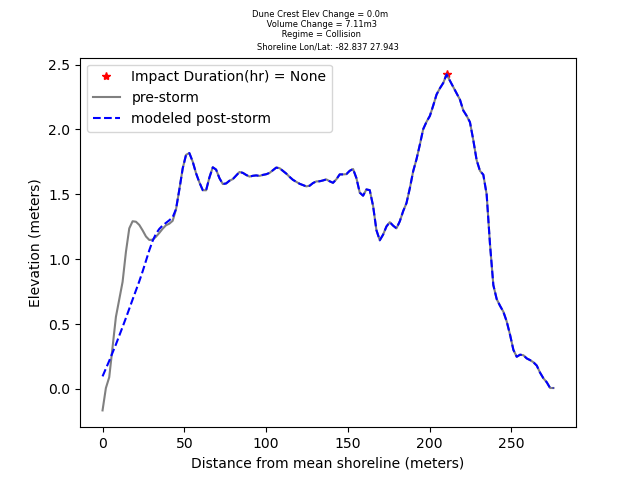 Dune Crest Elev Change = 0.0m
Volume Change = 7.11m3
Regime = Collision
Shoreline Lon/Lat: -82.837 27.943
Impact Duration(hr) = None
pre-storm
modeled post-storm
Elevation (meters)
2.5
2.0
1.5
1.0
0.5
0.0
0 50 100 150 200 250
Distance from mean shoreline (meters)